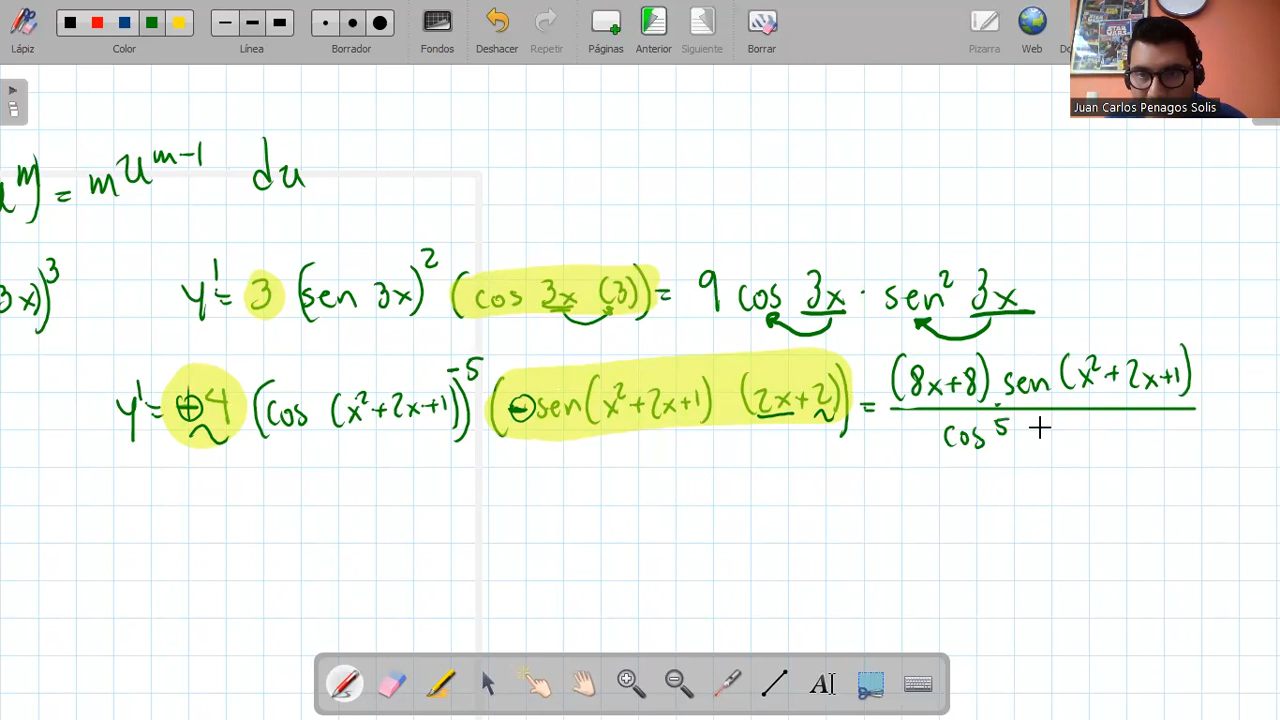 Lápiz Color Línea Borrador Fondos Deshacer Repetir Páginas Anterior Siguiente Borrar Pizarra Web
STAR WARS
Juan Carlos Penagos Solis
m) = m u^(m-1) du
3x)^3 y' = 3 (sen 3x)^2 (cos 3x (3)) = 9 cos 3x · sen^2 3x
y' = +4 (cos (x^2+2x+1))^-5 (-sen(x^2+2x+1) (2x+2)) = (8x+8) · sen (x^2+2x+1)
cos^5